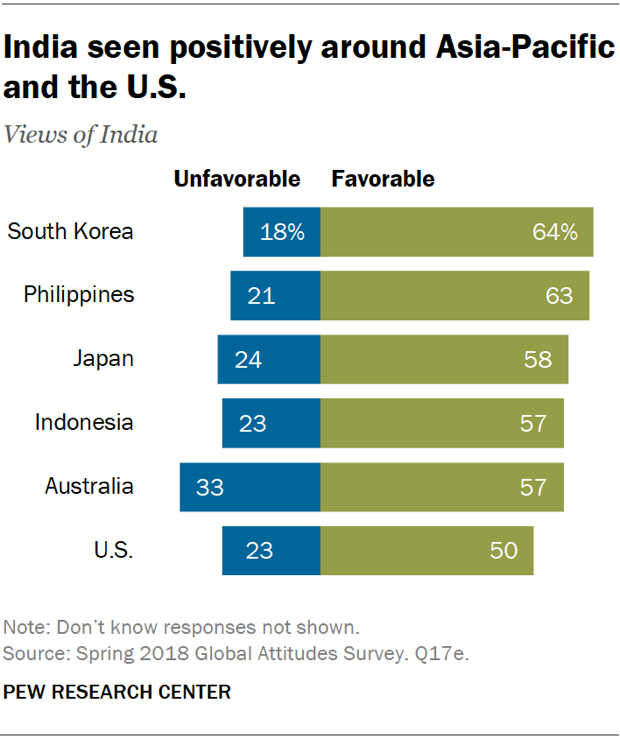 India seen positively around Asia-Pacific
and the U.S.
Views of India
Unfavorable Favorable
South Korea 18% 64%
Philippines 21 63
Japan 24 58
Indonesia 23 57
Australia 33 57
U.S. 23 50
Note: Don’t know responses not shown.
Source: Spring 2018 Global Attitudes Survey. Q17e.
PEW RESEARCH CENTER